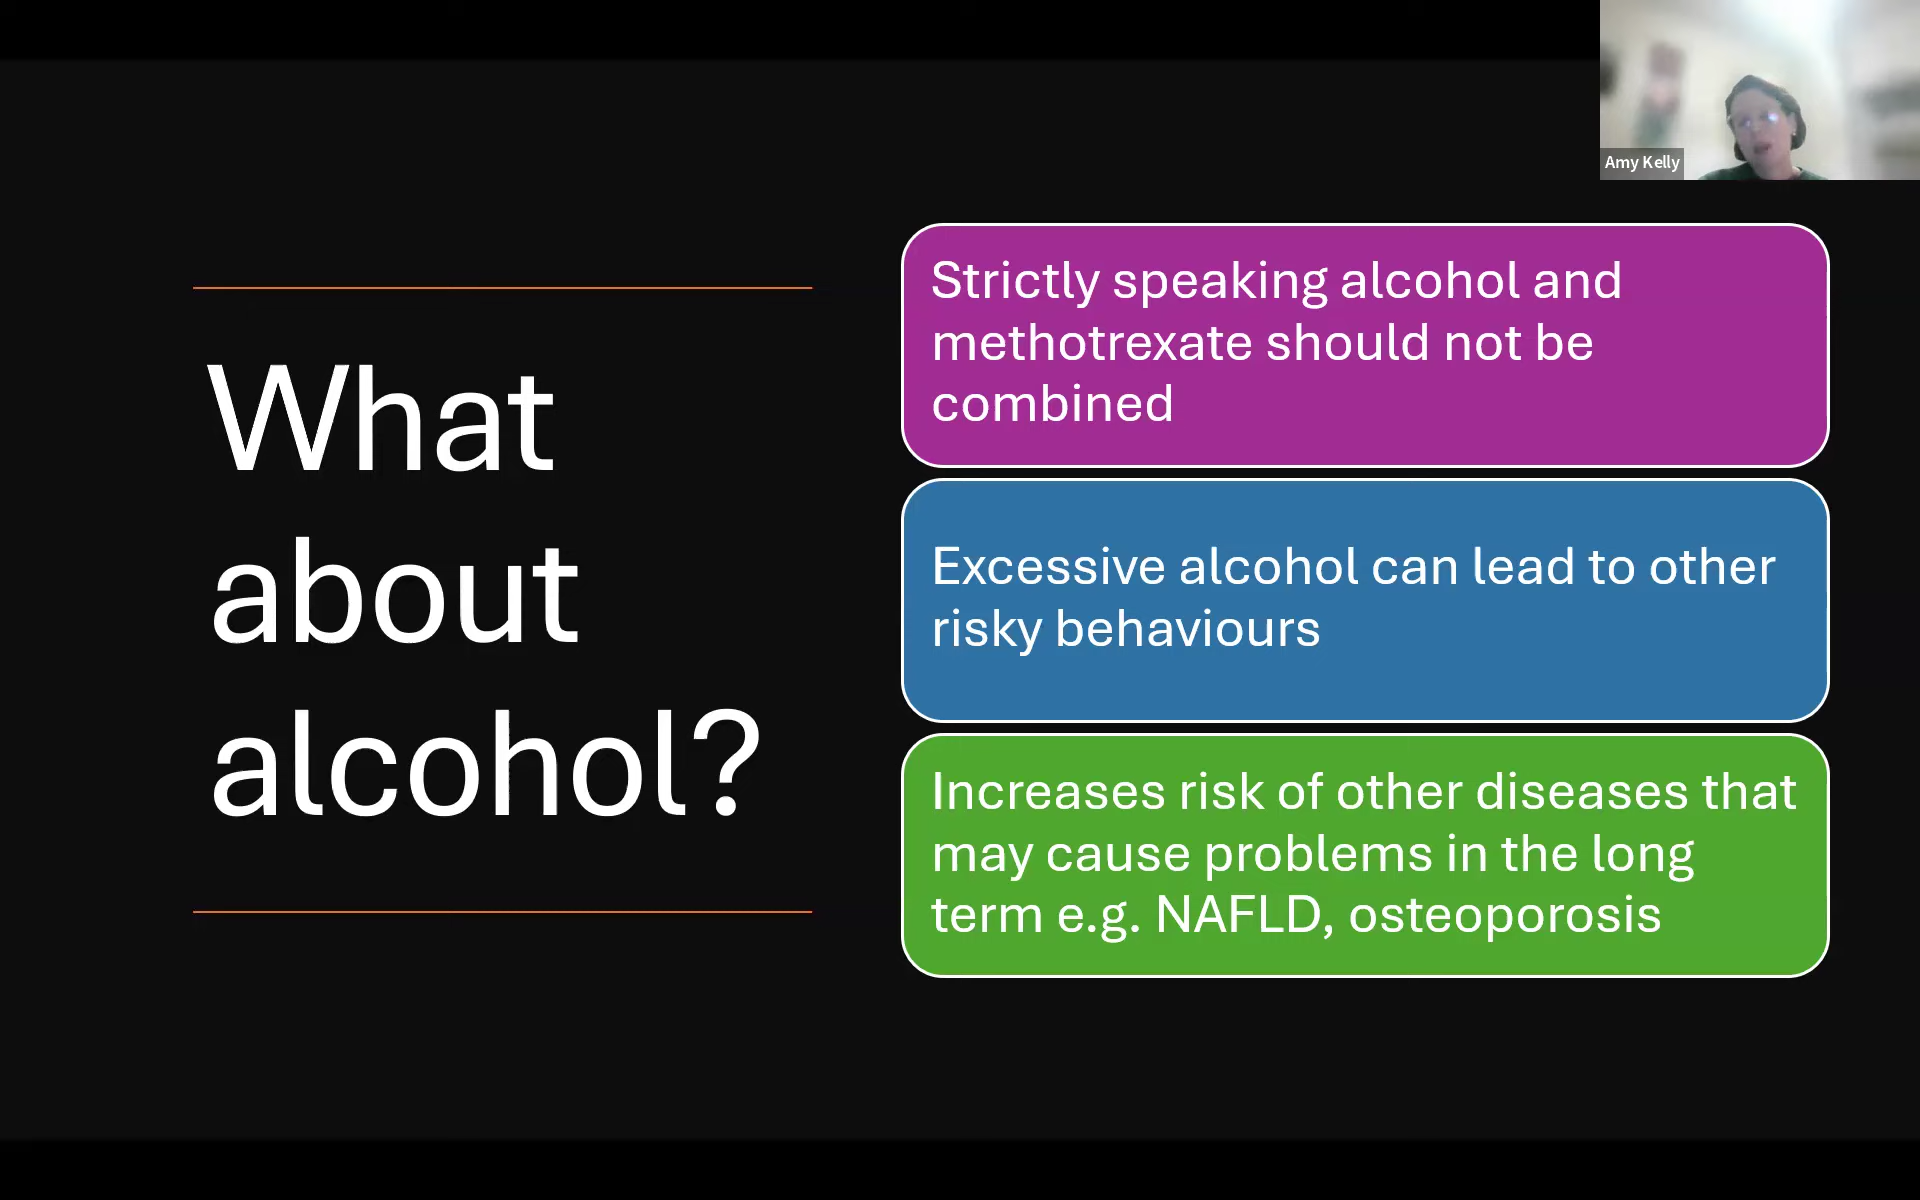 Amy Kelly
What
about
alcohol?
Strictly speaking alcohol and
methotrexate should not be
combined
Excessive alcohol can lead to other
risky behaviours
Increases risk of other diseases that
may cause problems in the long
term e.g. NAFLD, osteoporosis